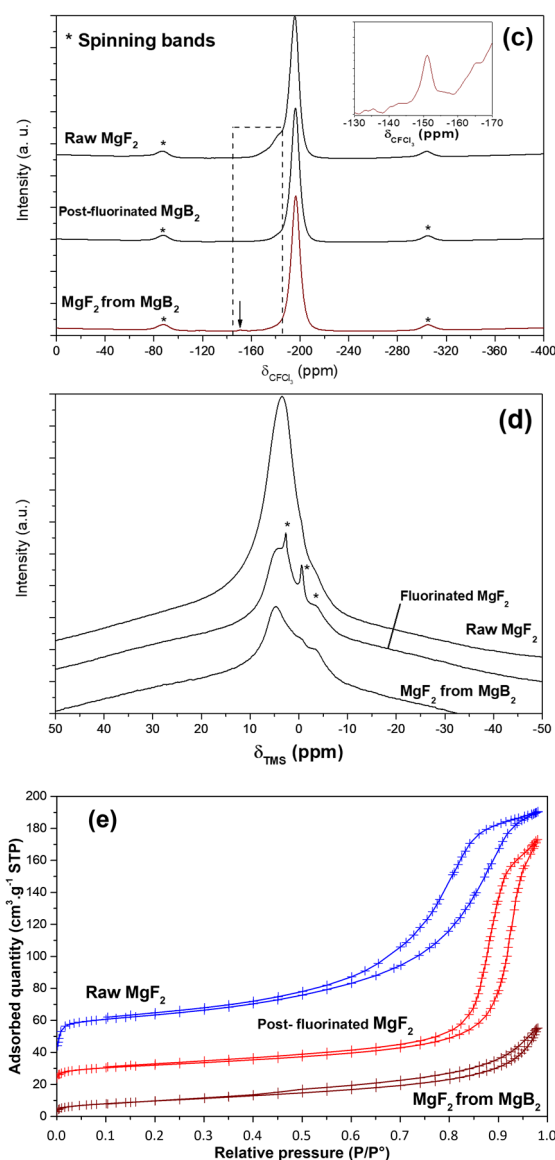 (c)
* Spinning bands
Intensity (a. u.)
Raw MgF₂
Post-fluorinated MgB₂
MgF₂ from MgB₂
* * * * * *
-130 -140 -150 -160 -170
δCFCl₃ (ppm)
0 -40 -80 -120 -160 -200 -240 -280 -320 -360 -400
δCFCl₃ (ppm)
(d)
Intensity (a.u.)
*
*
*
Fluorinated MgF₂
Raw MgF₂
MgF₂ from MgB₂
50 40 30 20 10 0 -10 -20 -30 -40 -50
δTMS (ppm)
(e)
Adsorbed quantity (cm³.g⁻¹ STP)
200
180
160
140
120
100
80
60
40
20
0
Raw MgF₂
Post- fluorinated MgF₂
MgF₂ from MgB₂
0.0 0.1 0.2 0.3 0.4 0.5 0.6 0.7 0.8 0.9 1.0
Relative pressure (P/P°)